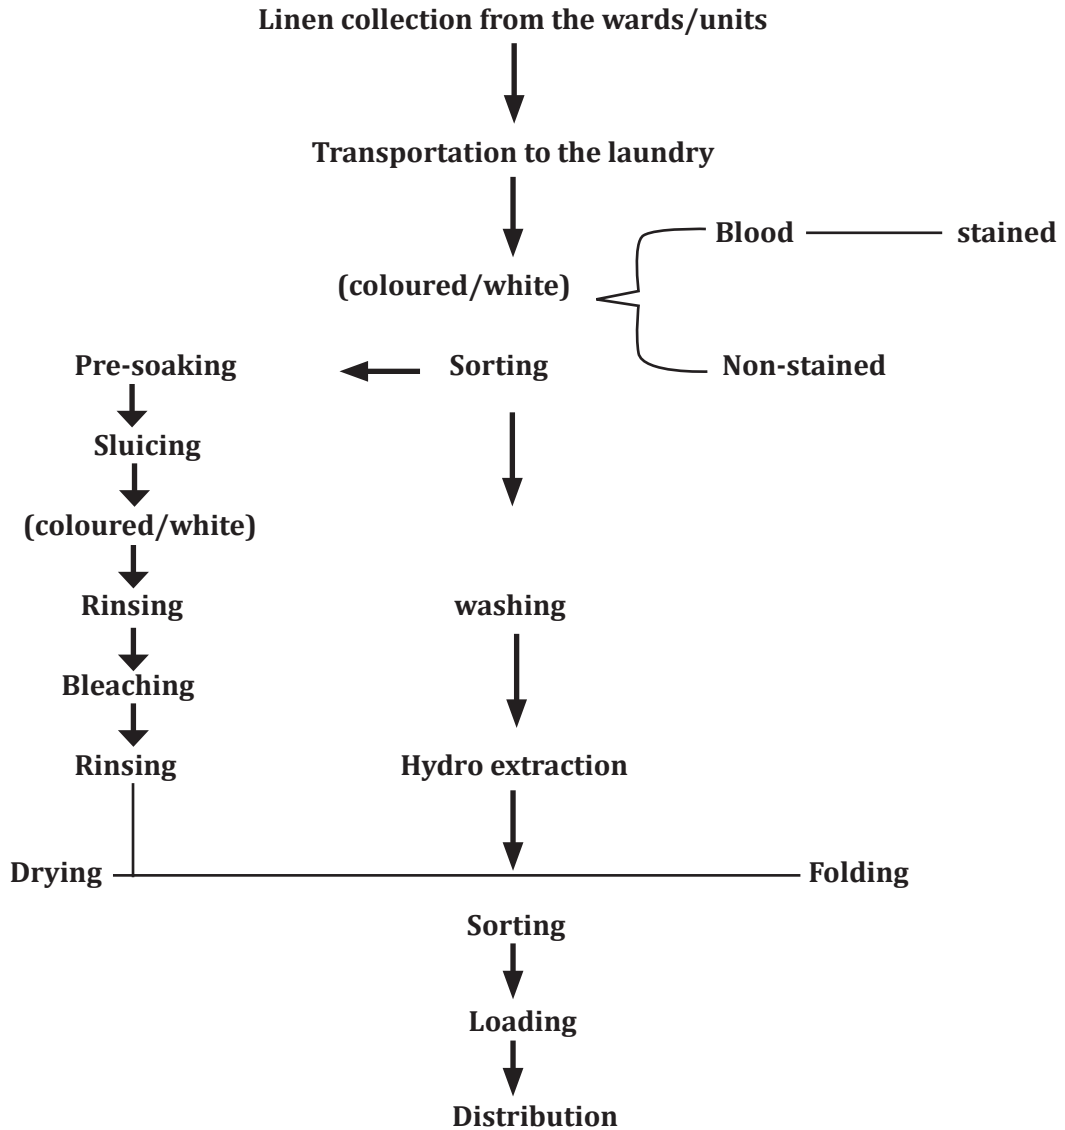 Linen collection from the wards/units
Transportation to the laundry
Blood stained
(coloured/white)
Pre-soaking Sorting Non-stained
Sluicing
(coloured/white)
Rinsing washing
Bleaching
Rinsing Hydro extraction
Drying Folding
Sorting
Loading
Distribution